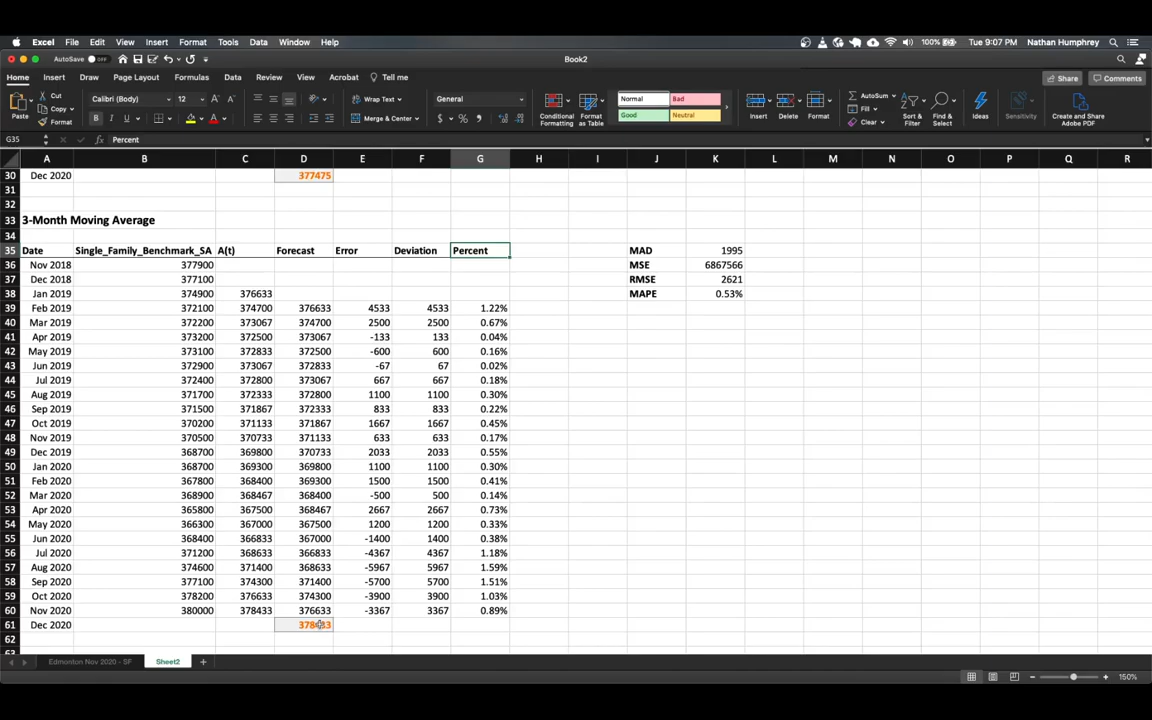 Excel File Edit View Insert Format Tools Data Window Help 100% Tue 9:07 PM Nathan Humphrey
AutoSave OFF Book2
Home Insert Draw Page Layout Formulas Data Review View Acrobat Tell me Share Comments
Paste Cut Copy Format Calibri (Body) 12 A A Wrap Text Merge & Center General $ % Conditional Formatting Format as Table Normal Bad Good Neutral Insert Delete Format AutoSum Fill Clear Sort & Filter Find & Select Ideas Sensitivity Create and Share Adobe PDF
B I U
G35 fx Percent
A B C D E F G H I J K L M N O P Q R
30 Dec 2020 377475
31
32
33 3-Month Moving Average
34
35 Date Single_Family_Benchmark_SA A(t) Forecast Error Deviation Percent MAD 1995
36 Nov 2018 377900 MSE 6867566
37 Dec 2018 377100 RMSE 2621
38 Jan 2019 374900 376633 MAPE 0.53%
39 Feb 2019 372100 374700 376633 4533 4533 1.22%
40 Mar 2019 372200 373067 374700 2500 2500 0.67%
41 Apr 2019 373200 372500 373067 -133 133 0.04%
42 May 2019 373100 372833 372500 -600 600 0.16%
43 Jun 2019 372900 373067 372833 -67 67 0.02%
44 Jul 2019 372400 372800 373067 667 667 0.18%
45 Aug 2019 371700 372333 372800 1100 1100 0.30%
46 Sep 2019 371500 371867 372333 833 833 0.22%
47 Oct 2019 370200 371133 371867 1667 1667 0.45%
48 Nov 2019 370500 370733 371133 633 633 0.17%
49 Dec 2019 368700 369800 370733 2033 2033 0.55%
50 Jan 2020 368700 369300 369800 1100 1100 0.30%
51 Feb 2020 367800 368400 369300 1500 1500 0.41%
52 Mar 2020 368900 368467 368400 -500 500 0.14%
53 Apr 2020 365800 367500 368467 2667 2667 0.73%
54 May 2020 366300 367000 367500 1200 1200 0.33%
55 Jun 2020 368400 366833 367000 -1400 1400 0.38%
56 Jul 2020 371200 368633 366833 -4367 4367 1.18%
57 Aug 2020 374600 371400 368633 -5967 5967 1.59%
58 Sep 2020 377100 374300 371400 -5700 5700 1.51%
59 Oct 2020 378200 376633 374300 -3900 3900 1.03%
60 Nov 2020 380000 378433 376633 -3367 3367 0.89%
61 Dec 2020
62
63
Edmonton Nov 2020 - SF Sheet2 +
150%